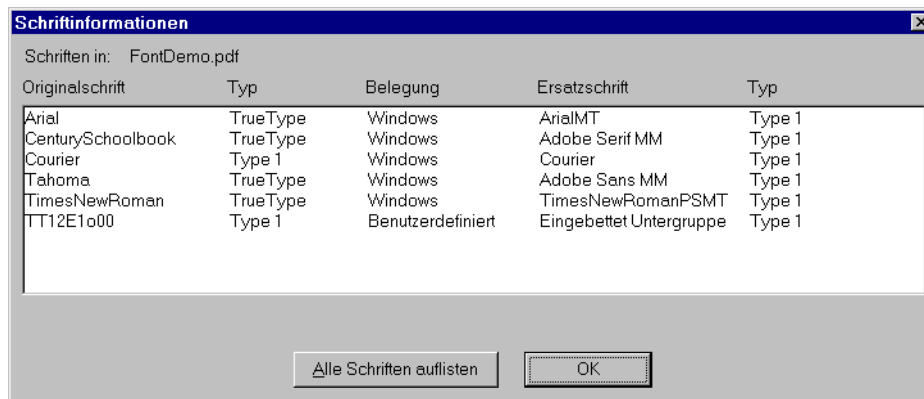 Schriftinformationen
Schriften in: FontDemo.pdf
Originalschrift Typ Belegung Ersatzschrift Typ
Arial TrueType Windows ArialMT Type 1
CenturySchoolbook TrueType Windows Adobe Serif MM Type 1
Courier Type 1 Windows Courier Type 1
Tahoma TrueType Windows Adobe Sans MM Type 1
TimesNewRoman TrueType Windows TimesNewRomanPSMT Type 1
TT12E1o00 Type 1 Benutzerdefiniert Eingebettet Untergruppe Type 1
Alle Schriften auflisten OK